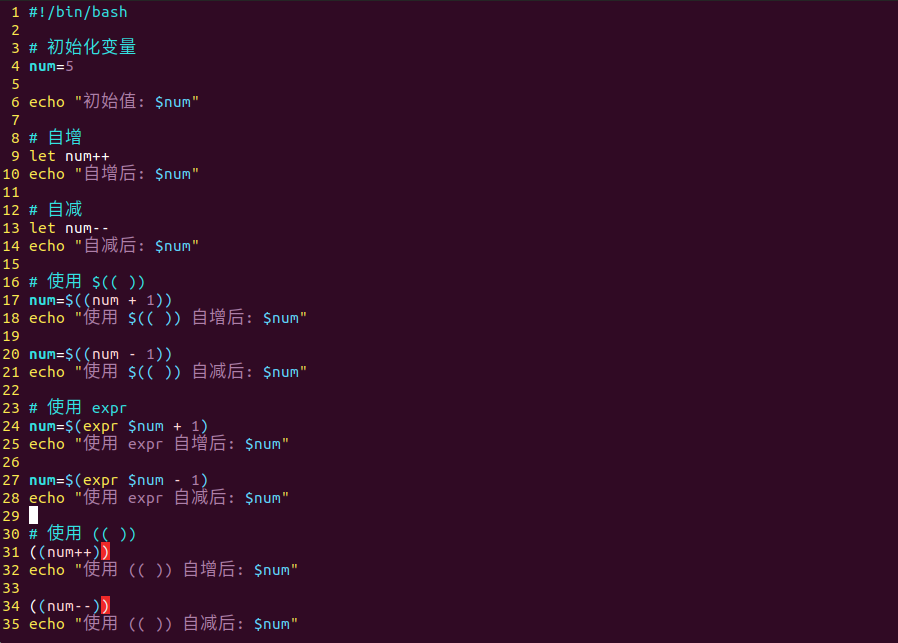 1 #!/bin/bash
2
3 # 初始化变量
4 num=5
5
6 echo "初始值: $num"
7
8 # 自增
9 let num++
10 echo "自增后: $num"
11
12 # 自减
13 let num--
14 echo "自减后: $num"
15
16 # 使用 $(( ))
17 num=$((num + 1))
18 echo "使用 $(( )) 自增后: $num"
19
20 num=$((num - 1))
21 echo "使用 $(( )) 自减后: $num"
22
23 # 使用 expr
24 num=$(expr $num + 1)
25 echo "使用 expr 自增后: $num"
26
27 num=$(expr $num - 1)
28 echo "使用 expr 自减后: $num"
29
30 # 使用 (( ))
31 ((num++))
32 echo "使用 (( )) 自增后: $num"
33
34 ((num--))
35 echo "使用 (( )) 自减后: $num"